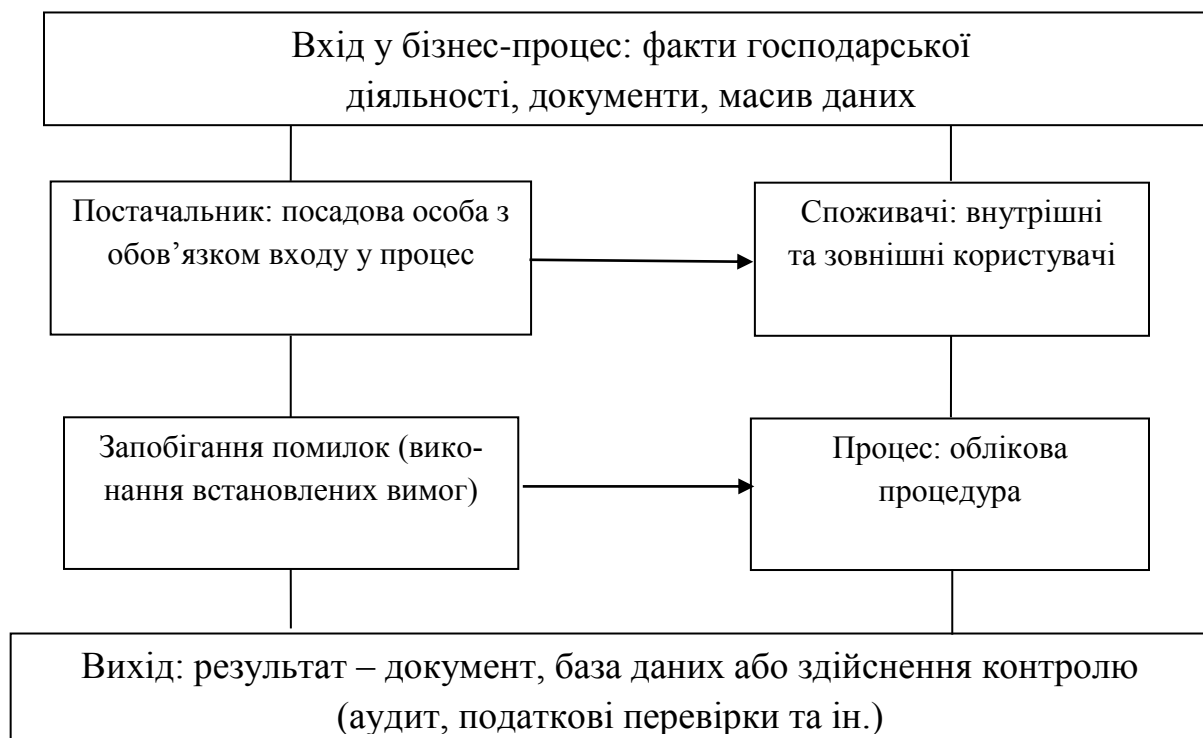 Вхід у бізнес-процес: факти господарської
діяльності, документи, масив даних
Постачальник: посадова особа з
обов’язком входу у процес
Споживачі: внутрішні
та зовнішні користувачі
Запобігання помилок (вико-
нання встановлених вимог)
Процес: облікова
процедура
Вихід: результат – документ, база даних або здійснення контролю
(аудит, податкові перевірки та ін.)